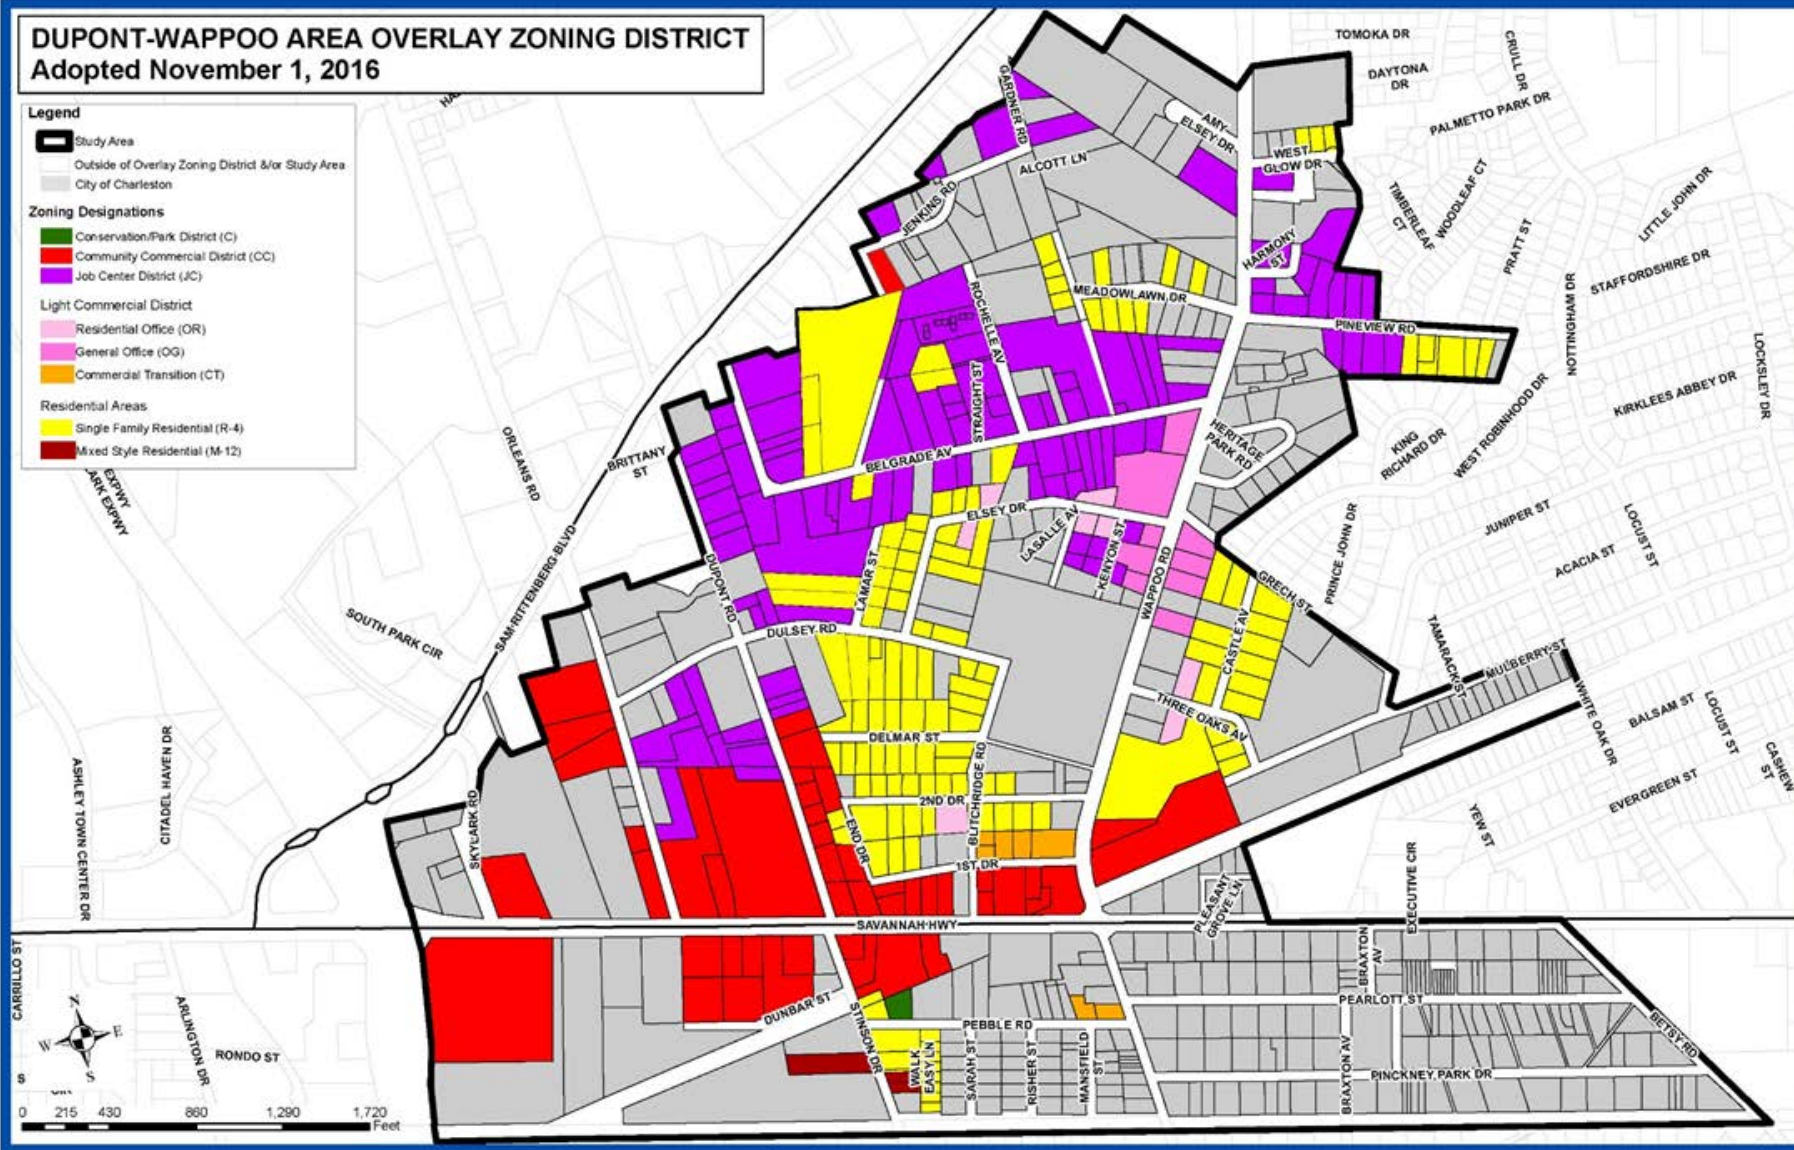 DUPONT-WAPPOO AREA OVERLAY ZONING DISTRICT
Adopted November 1, 2016
Legend
Study Area
Outside of Overlay Zoning District &/or Study Area
City of Charleston
Zoning Designations
Conservation/Park District (C)
Community Commercial District (CC)
Job Center District (JC)
Light Commercial District
Residential Office (OR)
General Office (OG)
Commercial Transition (CT)
Residential Areas
Single Family Residential (R-4)
Mixed Style Residential (M-12)
TOMOKA DR
CRULL DR
DAYTONA
DR
PALMETTO PARK DR
GARDNER RD
AMY
ELSEY DR
WEST
GLOW DR
ALCOTT LN
JENKINS RD
TIMBERLEAF
CT
WOODLEAF CT
LITTLE JOHN DR
PRATT ST
HARMONY
ST
STAFFORDSHIRE DR
MEADOWLAWN DR
ROCHELLE AV
PINEVIEW RD
NOTTINGHAM DR
LOCKSLEY DR
STRAIGHT ST
KIRKLEES ABBEY DR
HERITAGE
PARK RD
KING
RICHARD DR
WEST ROBINHOOD DR
ORLEANS RD
BRITTANY
ST
BELGRADE AV
EXPWY
ARK EXPWY
ELSEY DR
LASALLE AV
KENYON ST
WAPPOO RD
PRINCE JOHN DR
JUNIPER ST
LOCUST ST
ACACIA ST
SAM RITTENBERG BLVD
DUPONT RD
LAMAR ST
GRECH ST
CASTLE AV
SOUTH PARK CIR
DULSEY RD
TAMARACK ST
MULBERRY ST
WHITE OAK DR
BALSAM ST
LOCUST ST
CASHEW
ST
THREE OAKS AV
DELMAR ST
BLITCHRIDGE RD
ASHLEY TOWN CENTER DR
CITADEL HAVEN DR
SKYLARK RD
2ND DR
END DR
1ST DR
EVERGREEN ST
YEW ST
EXECUTIVE CIR
PLEASANT
GROVE LN
SAVANNAH HWY
CARRILLO ST
BRAXTON
AV
ARLINGTON DR
RONDO ST
DUNBAR ST
STINSON DR
PEBBLE RD
WALK
EASY LN
SARAH ST
RISHER ST
MANSFIELD
ST
PEARLOTT ST
BETSY RD
PINCKNEY PARK DR
BRAXTON AV
N
W E
S
S
0 215 430 860 1,290 1,720
Feet